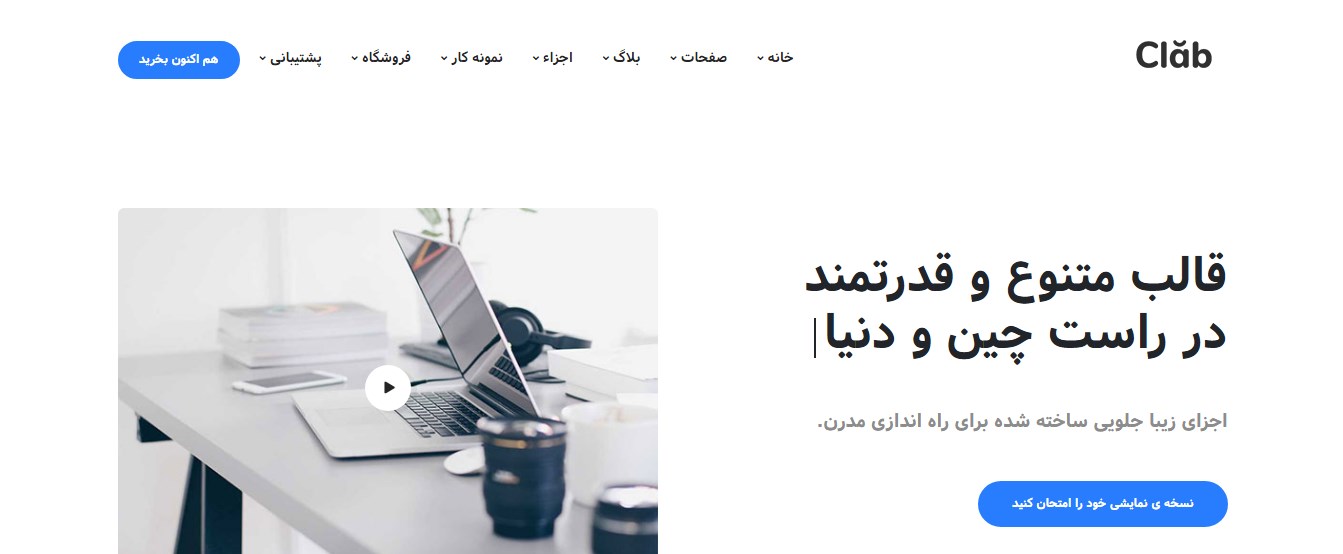 Clăb
خانه
صفحات
بلاگ
اجزاء
نمونه کار
فروشگاه
پشتیبانی
هم اکنون بخرید
قالب متنوع و قدرتمند
در راست چین و دنیا|
اجزای زیبا جلویی ساخته شده برای راه اندازی مدرن.
نسخه ی نمایشی خود را امتحان کنید